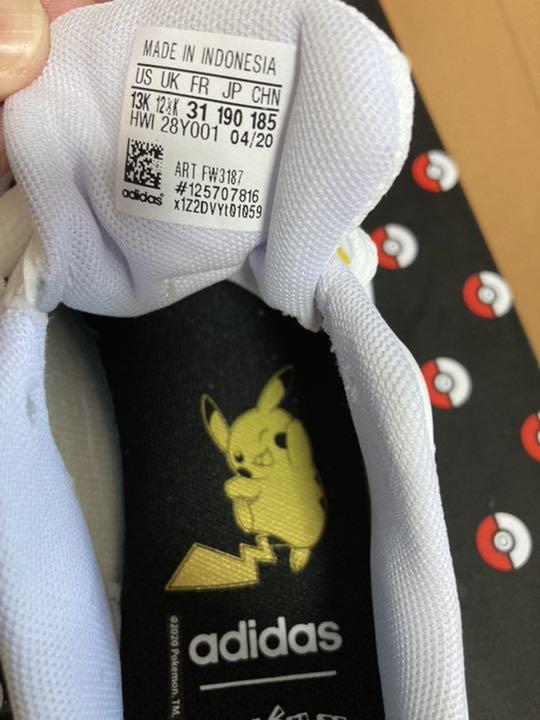 MADE IN INDONESIA
US UK FR JP CHN
13K 12½K 31 190 185
HWI 28Y001 04/20
ART FW3187
#125707816
adidas
x1Z2DVYt01059
©2020 Pokémon. TM,
adidas